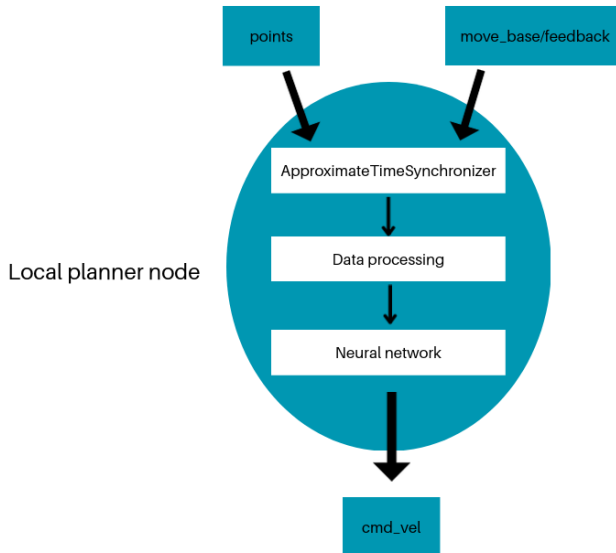 points
move_base/feedback
ApproximateTimeSynchronizer
Local planner node
Data processing
Neural network
cmd_vel